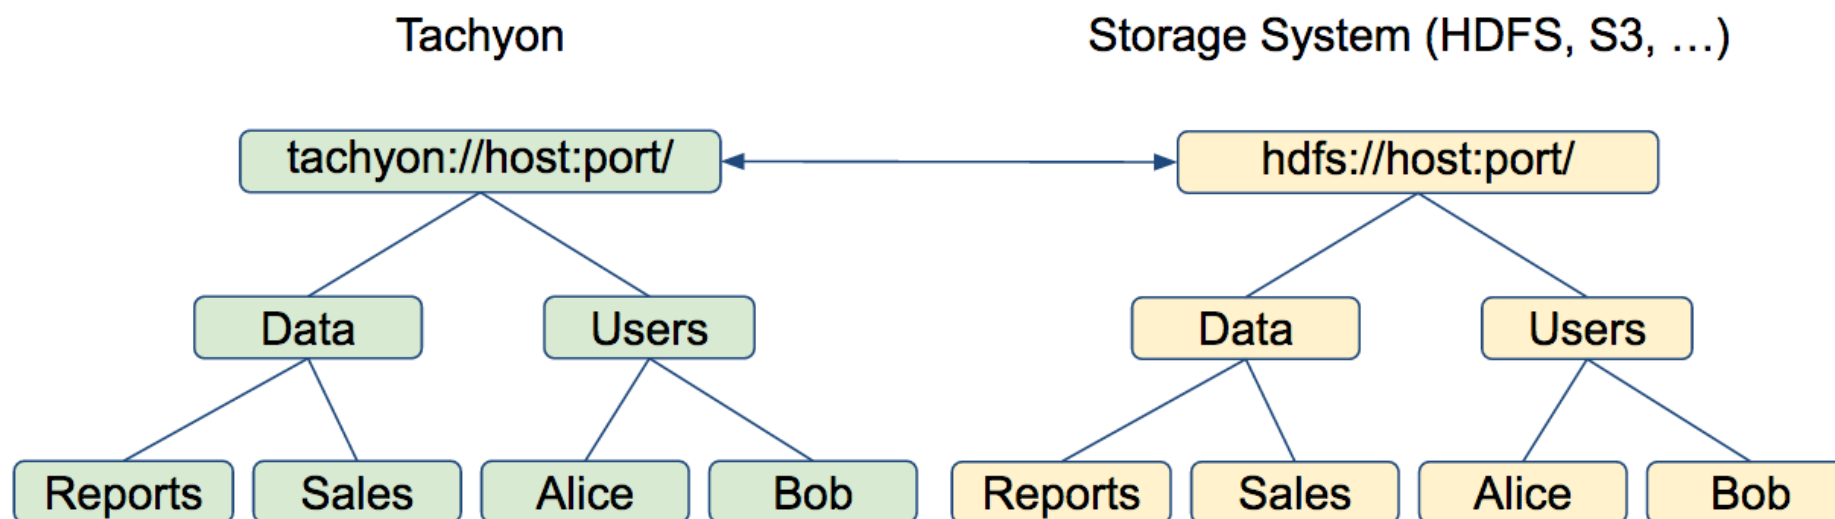 Tachyon
Storage System (HDFS, S3, …)
tachyon://host:port/
hdfs://host:port/
Data
Users
Data
Users
Reports
Sales
Alice
Bob
Reports
Sales
Alice
Bob